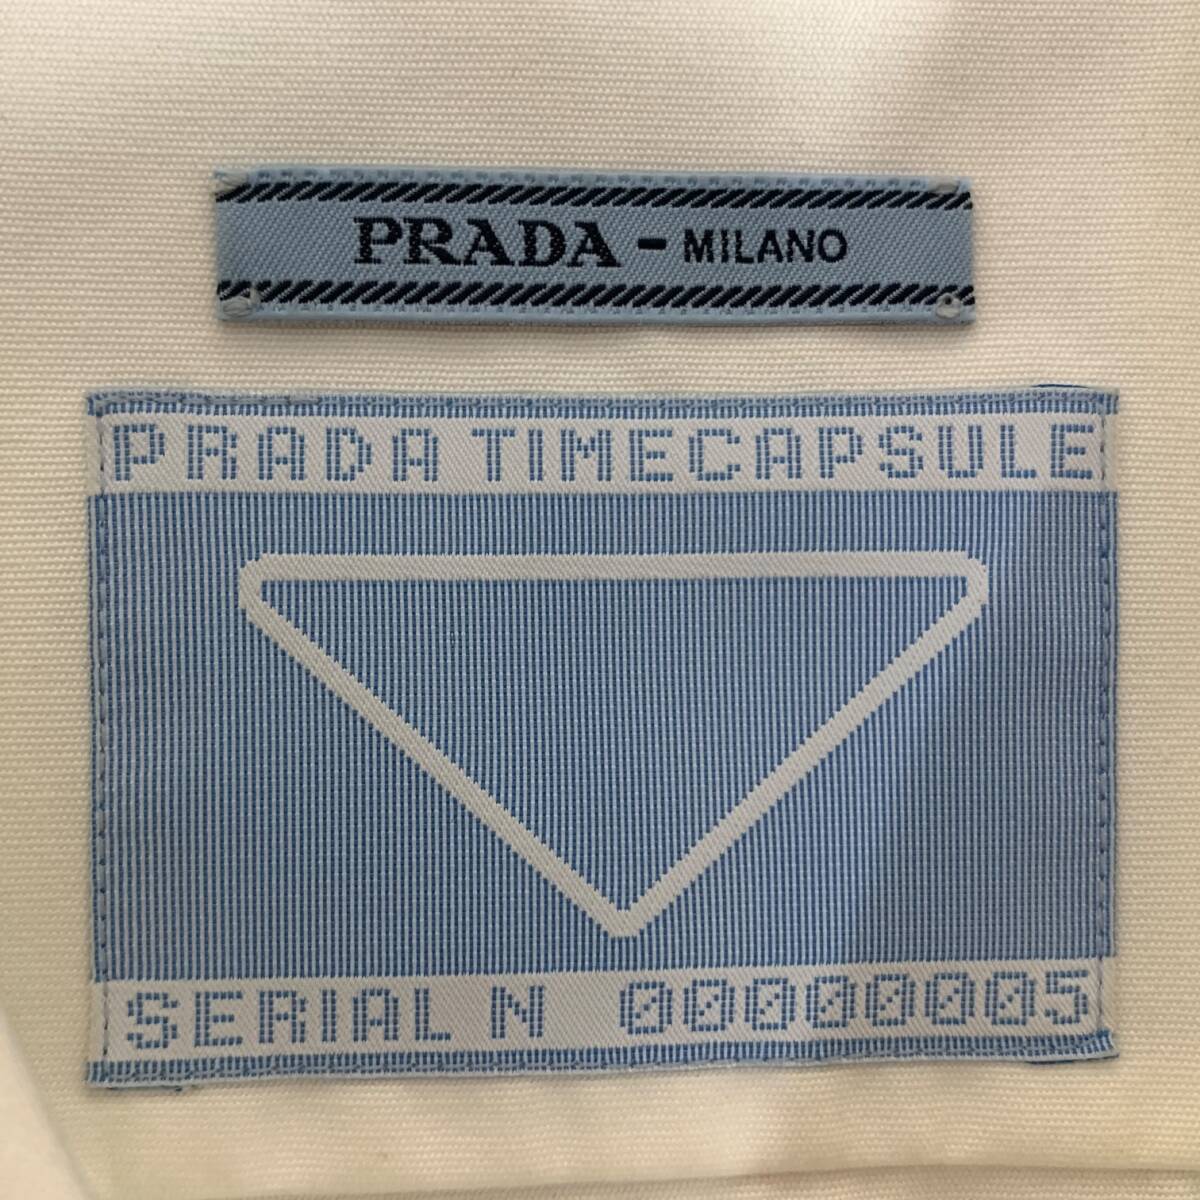 PRADA - MILANO
PRADA TIMECAPSULE
SERIAL N 00000005